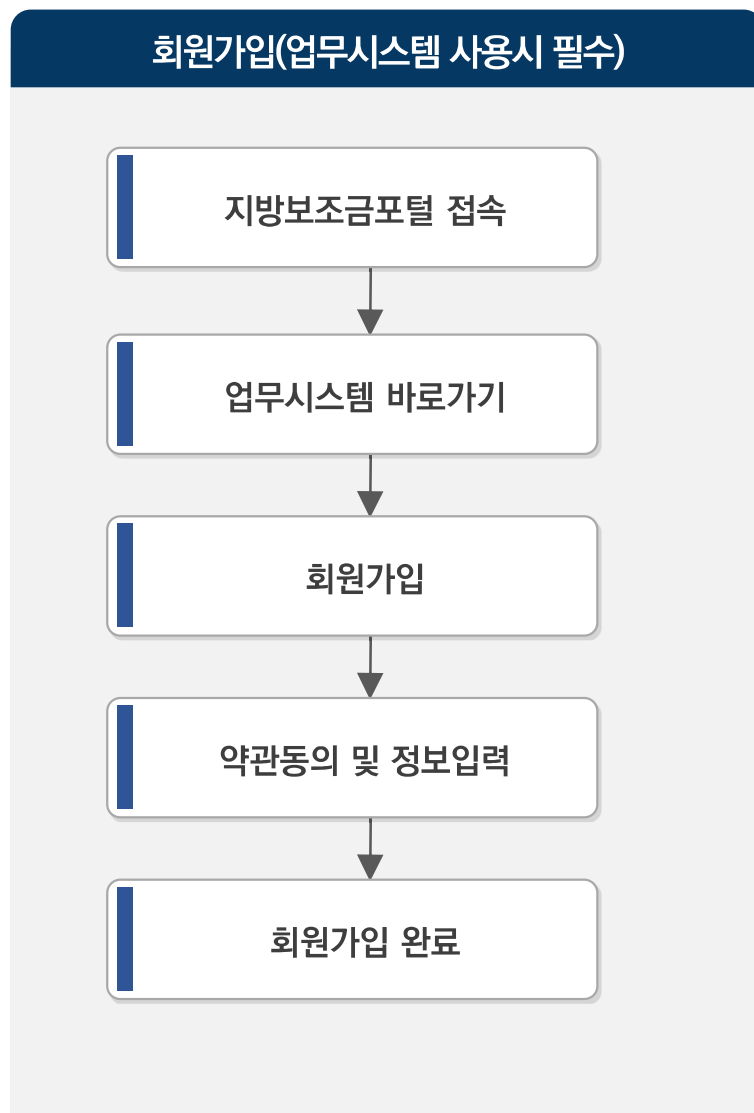 회원가입(업무시스템 사용시 필수)
지방보조금포털 접속
업무시스템 바로가기
회원가입
약관동의 및 정보입력
회원가입 완료